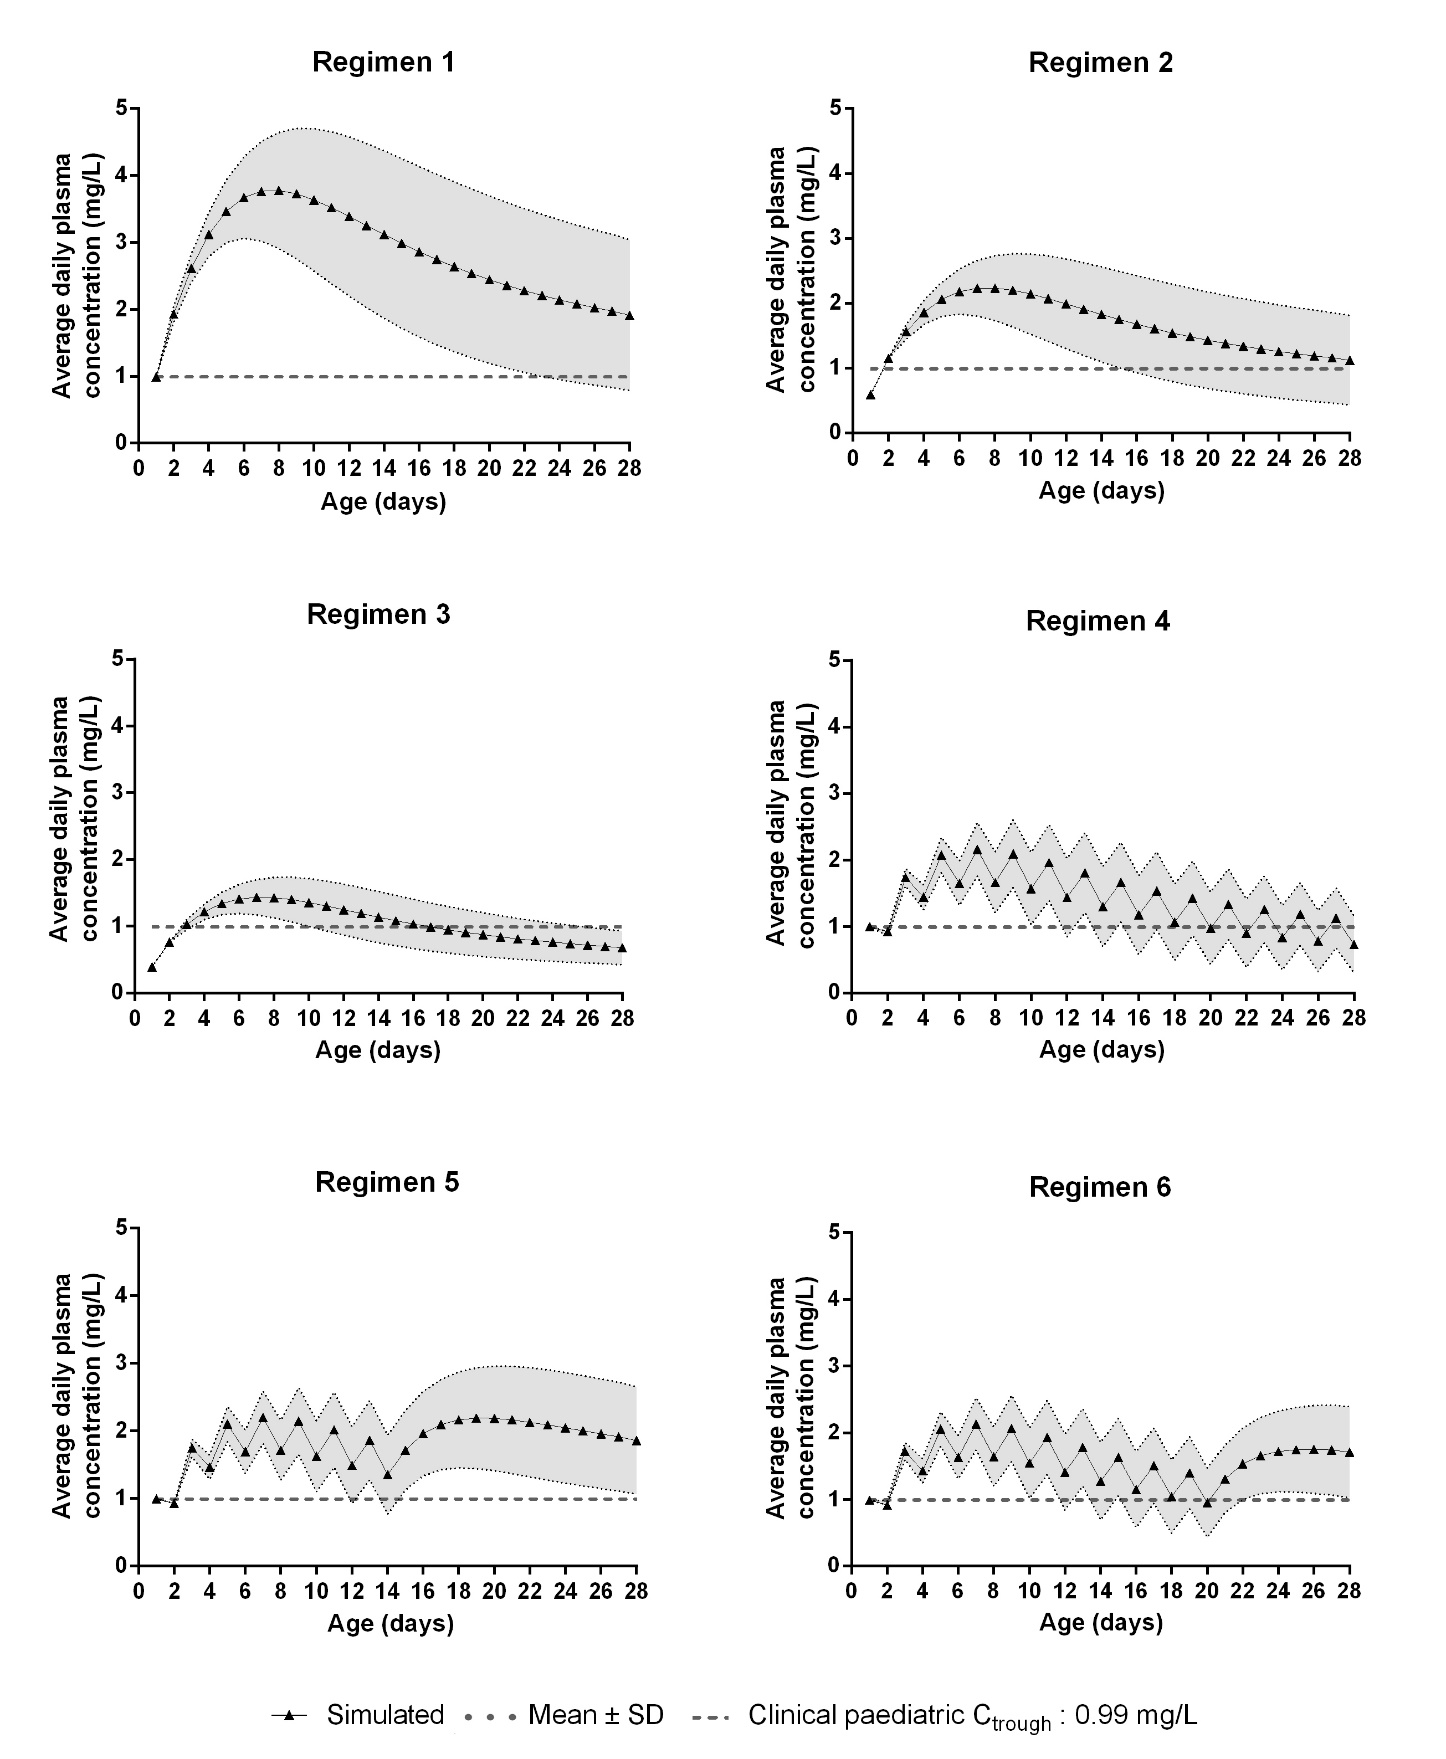 Regimen 1
Average daily plasma
concentration (mg/L)
5
4
3
2
1
0
0 2 4 6 8 10 12 14 16 18 20 22 24 26 28
Age (days)
Regimen 2
Average daily plasma
concentration (mg/L)
5
4
3
2
1
0
0 2 4 6 8 10 12 14 16 18 20 22 24 26 28
Age (days)
Regimen 3
Average daily plasma
concentration (mg/L)
5
4
3
2
1
0
0 2 4 6 8 10 12 14 16 18 20 22 24 26 28
Age (days)
Regimen 4
Average daily plasma
concentration (mg/L)
5
4
3
2
1
0
0 2 4 6 8 10 12 14 16 18 20 22 24 26 28
Age (days)
Regimen 5
Average daily plasma
concentration (mg/L)
5
4
3
2
1
0
0 2 4 6 8 10 12 14 16 18 20 22 24 26 28
Age (days)
Regimen 6
Average daily plasma
concentration (mg/L)
5
4
3
2
1
0
0 2 4 6 8 10 12 14 16 18 20 22 24 26 28
Age (days)
Simulated Mean ± SD Clinical paediatric Ctrough : 0.99 mg/L